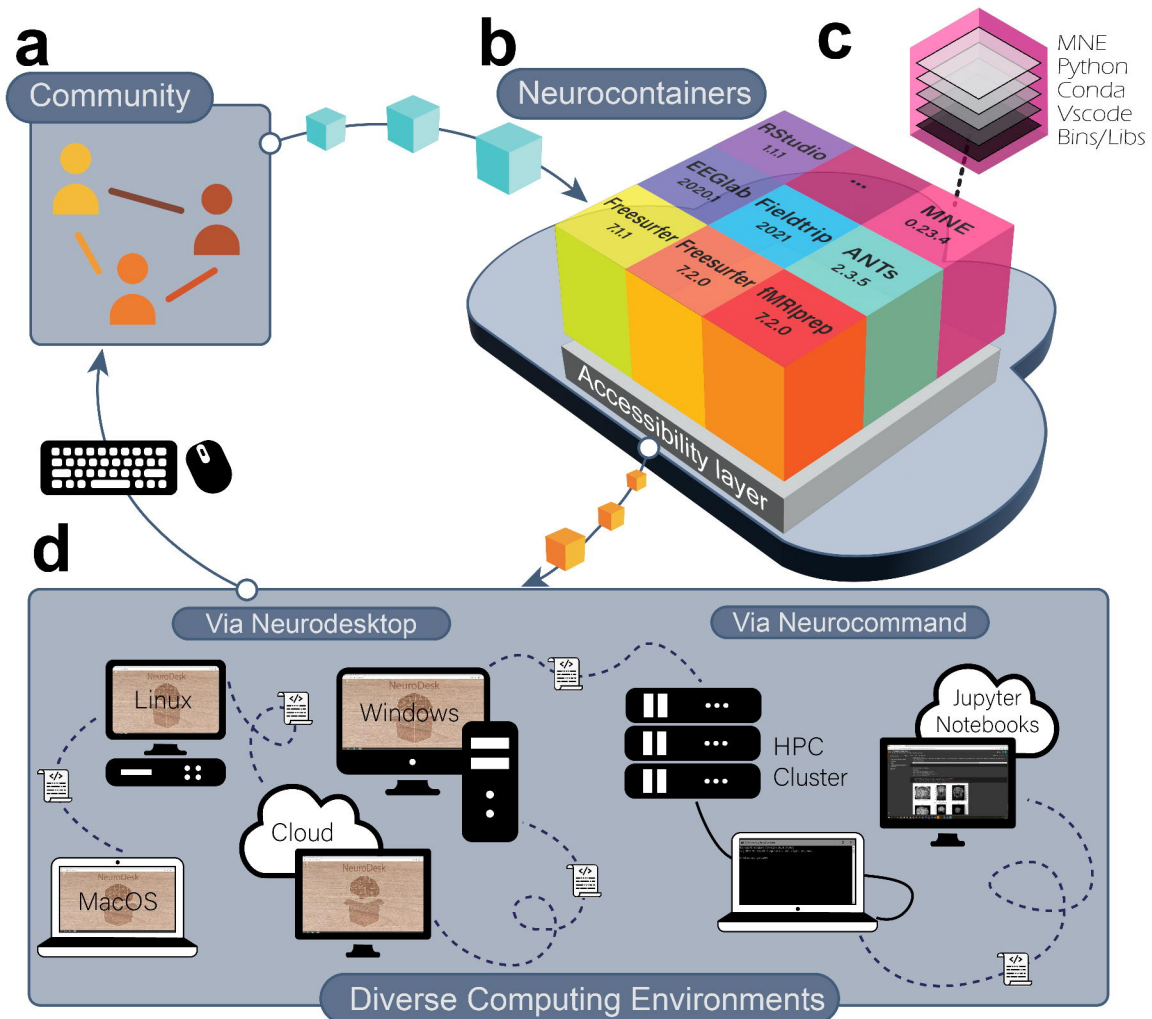 a
Community
b
Neurocontainers
c
MNE
Python
Conda
Vscode
Bins/Libs
RStudio
1.1.1
...
MNE
0.23.4
EEGlab
2020.1
Fieldtrip
2021
ANTs
2.3.5
Freesurfer
7.1.1
Freesurfer
7.2.0
fMRIprep
7.2.0
Accessibility layer
d
Via Neurodesktop
Via Neurocommand
NeuroDesk
Linux
</>
NeuroDesk
Windows
</>
HPC
Cluster
Jupyter
Notebooks
</>
Cloud
NeuroDesk
</>
NeuroDesk
MacOS
</>
Diverse Computing Environments